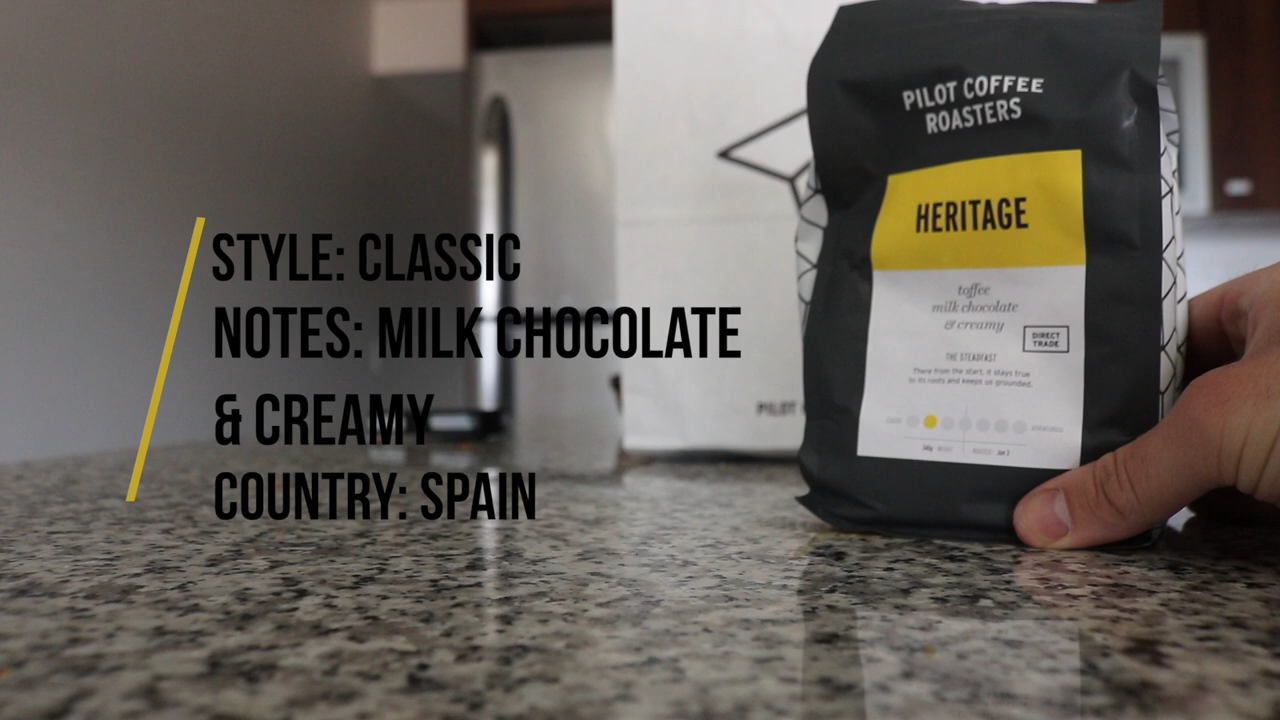 STYLE: CLASSIC
NOTES: MILK CHOCOLATE
& CREAMY
COUNTRY: SPAIN
PILOT COFFEE
ROASTERS
HERITAGE
toffee
milk chocolate
& creamy
DIRECT
TRADE
THE STEADFAST
There from the start, it stays true
to its roots and keeps us grounded.
PILOT